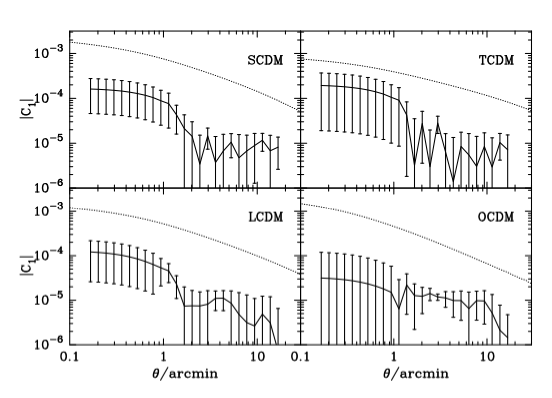 SCDM
TCDM
10⁻³
10⁻⁴
10⁻⁵
10⁻⁶
|C₁|
LCDM
OCDM
10⁻³
10⁻⁴
10⁻⁵
10⁻⁶
|C₁|
0.1 1 10 0.1 1 10
θ/arcmin θ/arcmin